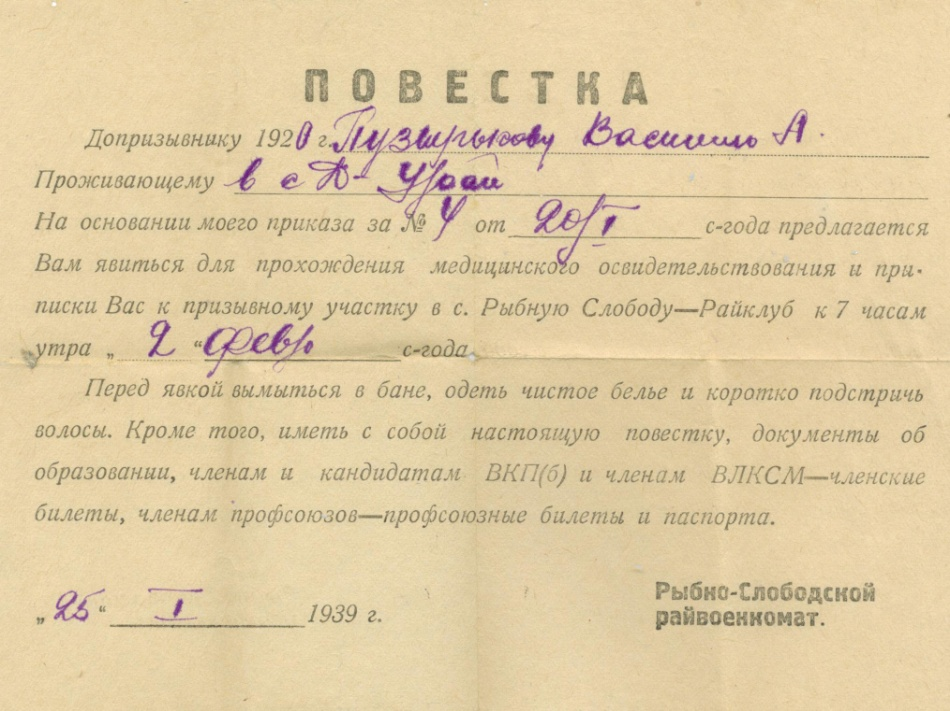 ПОВЕСТКА
Допризывнику 1920 г. Пузырькову Василию А.
Проживающему в с Д-Урай
На основании моего приказа за № 4 от 20/I с-года предлагается
Вам явиться для прохождения медицинского освидетельствования и при-
писки Вас к призывному участку в с. Рыбную Слободу—Райклуб к 7 часам
утра „ 2 “ февр с-года.
Перед явкой вымыться в бане, одеть чистое белье и коротко подстричь
волосы. Кроме того, иметь с собой настоящую повестку, документы об
образовании, членам и кандидатам ВКП(б) и членам ВЛКСМ—членские
билеты, членам профсоюзов—профсоюзные билеты и паспорта.
„25“ I 1939 г.
Рыбно-Слободской
райвоенкомат.